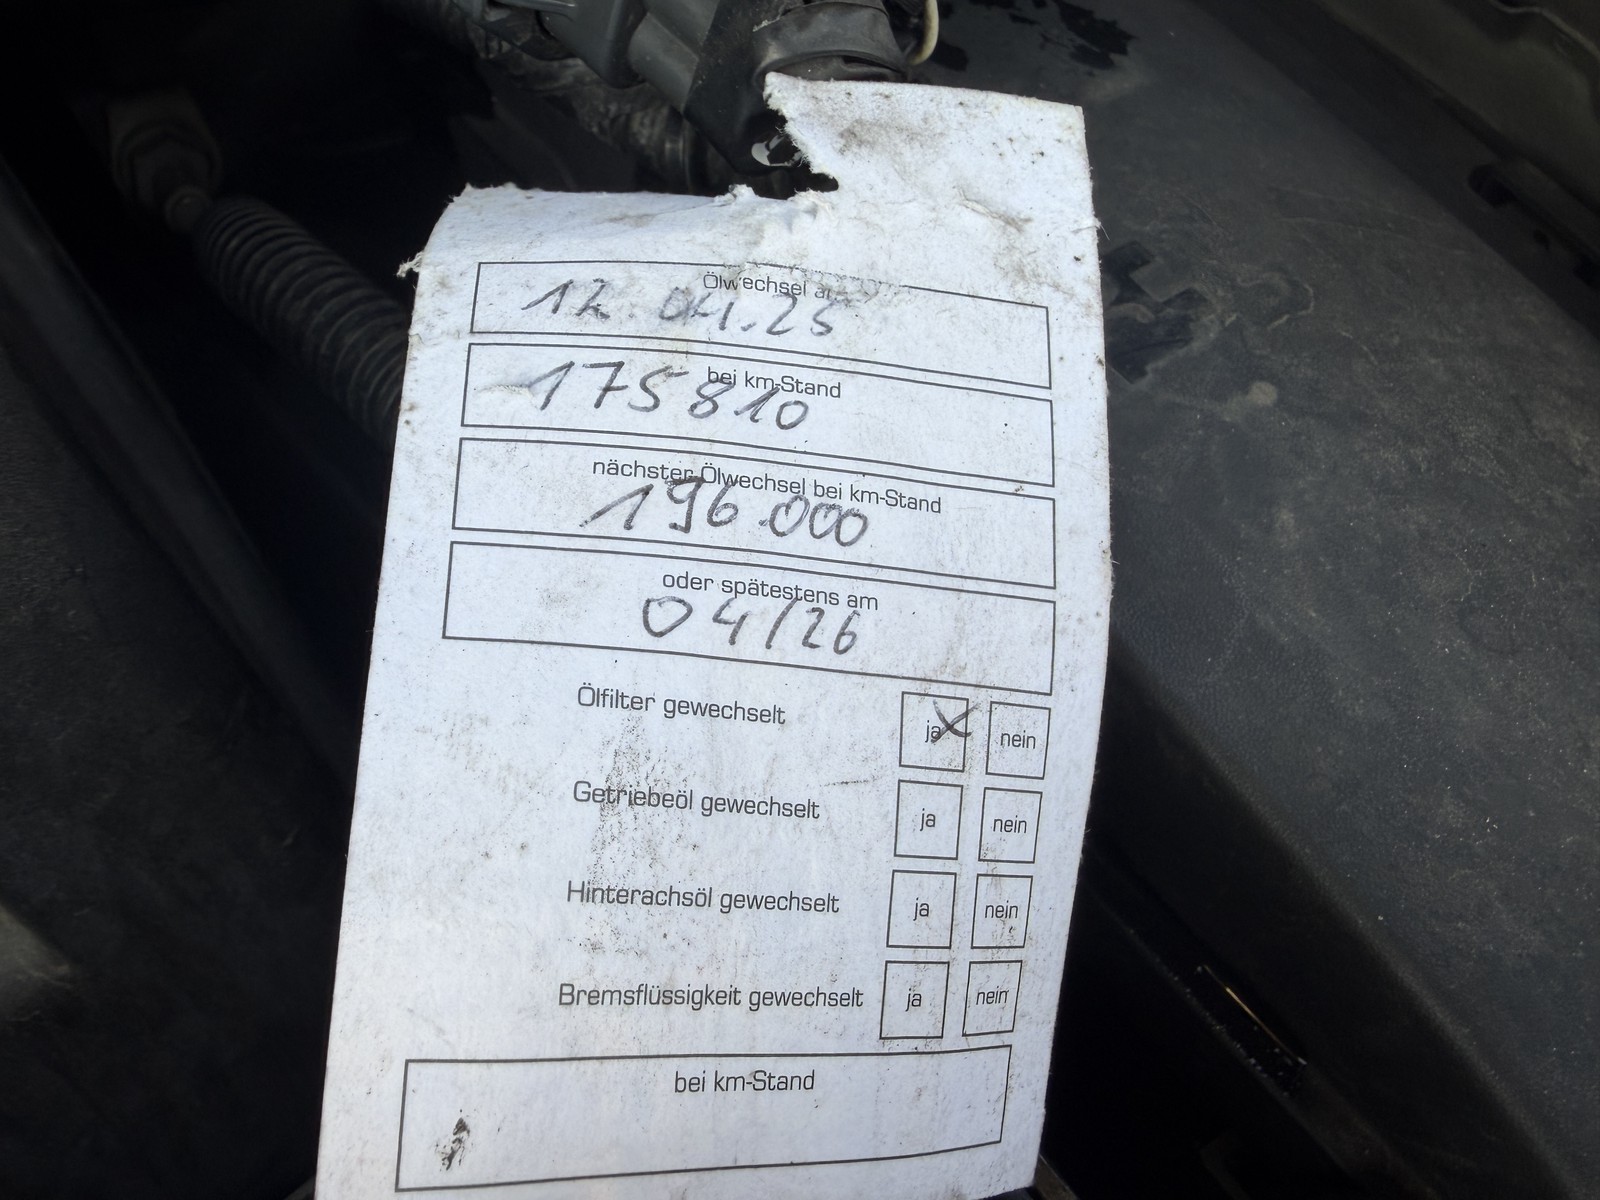 Ölwechsel a
12.04.25
bei km-Stand
175810
nächster Ölwechsel bei km-Stand
196.000
oder spätestens am
04/26
Ölfilter gewechselt ja nein
Getriebeöl gewechselt ja nein
Hinterachsöl gewechselt ja nein
Bremsflüssigkeit gewechselt ja nein
bei km-Stand